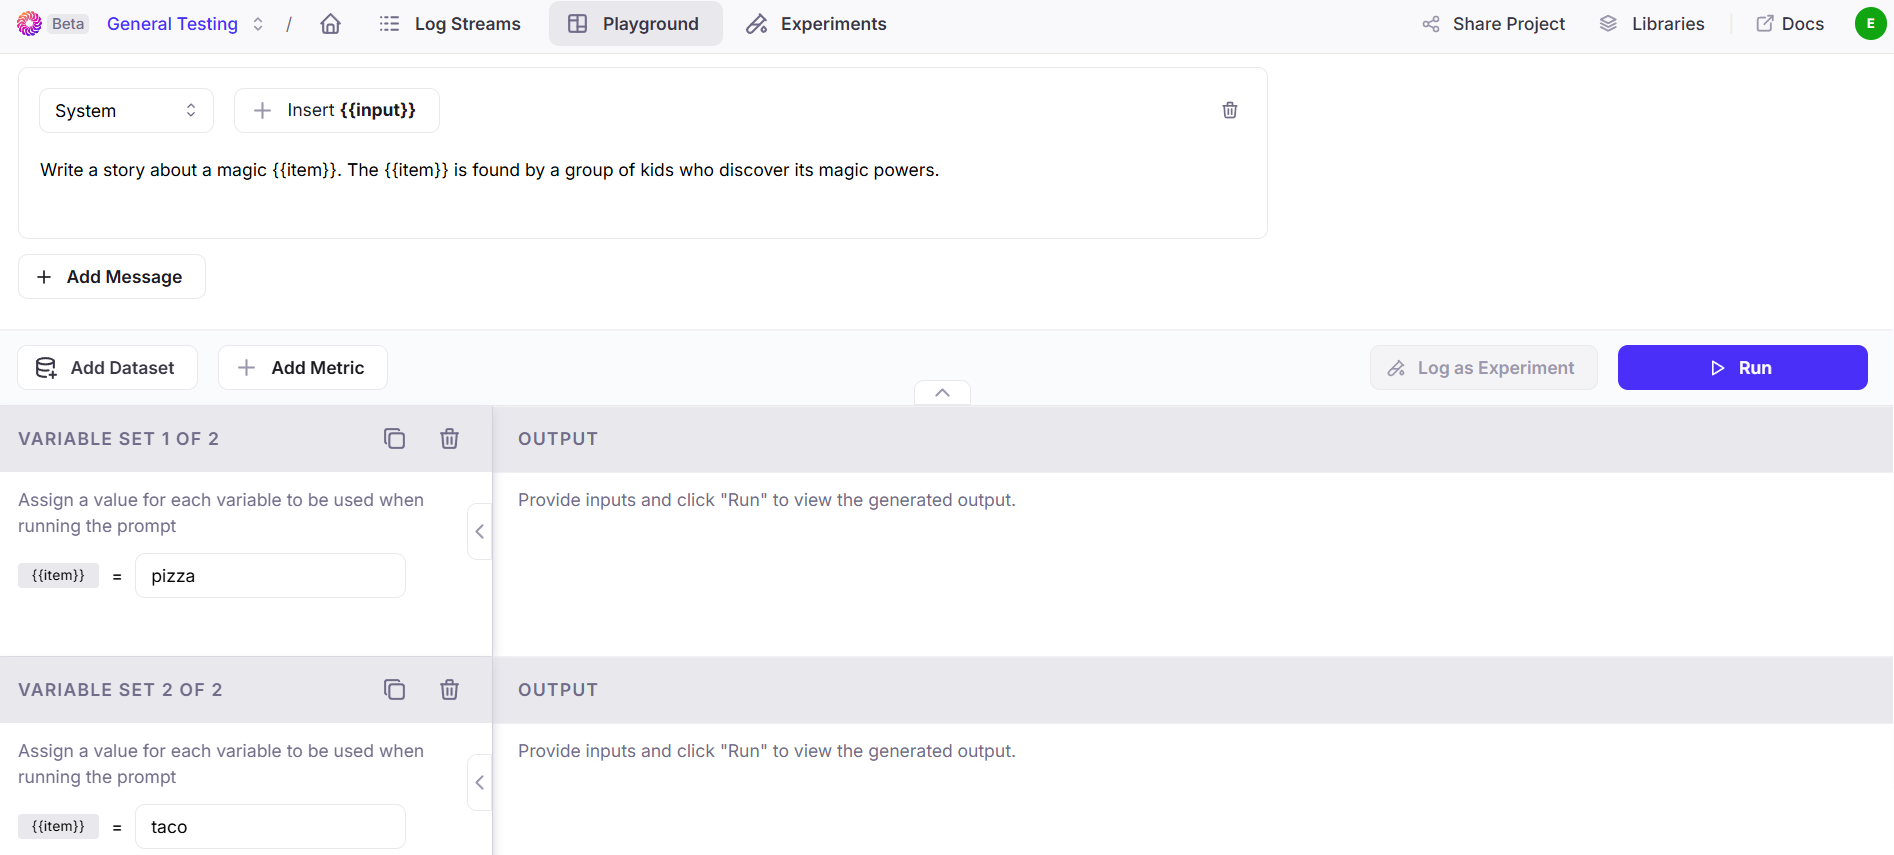 Beta General Testing / Log Streams Playground Experiments Share Project Libraries Docs E
System Insert {{input}}
Write a story about a magic {{item}}. The {{item}} is found by a group of kids who discover its magic powers.
Add Message
Add Dataset Add Metric Log as Experiment Run
VARIABLE SET 1 OF 2 OUTPUT
Assign a value for each variable to be used when
running the prompt
Provide inputs and click "Run" to view the generated output.
{{item}} = pizza
VARIABLE SET 2 OF 2 OUTPUT
Assign a value for each variable to be used when
running the prompt
Provide inputs and click "Run" to view the generated output.
{{item}} = taco